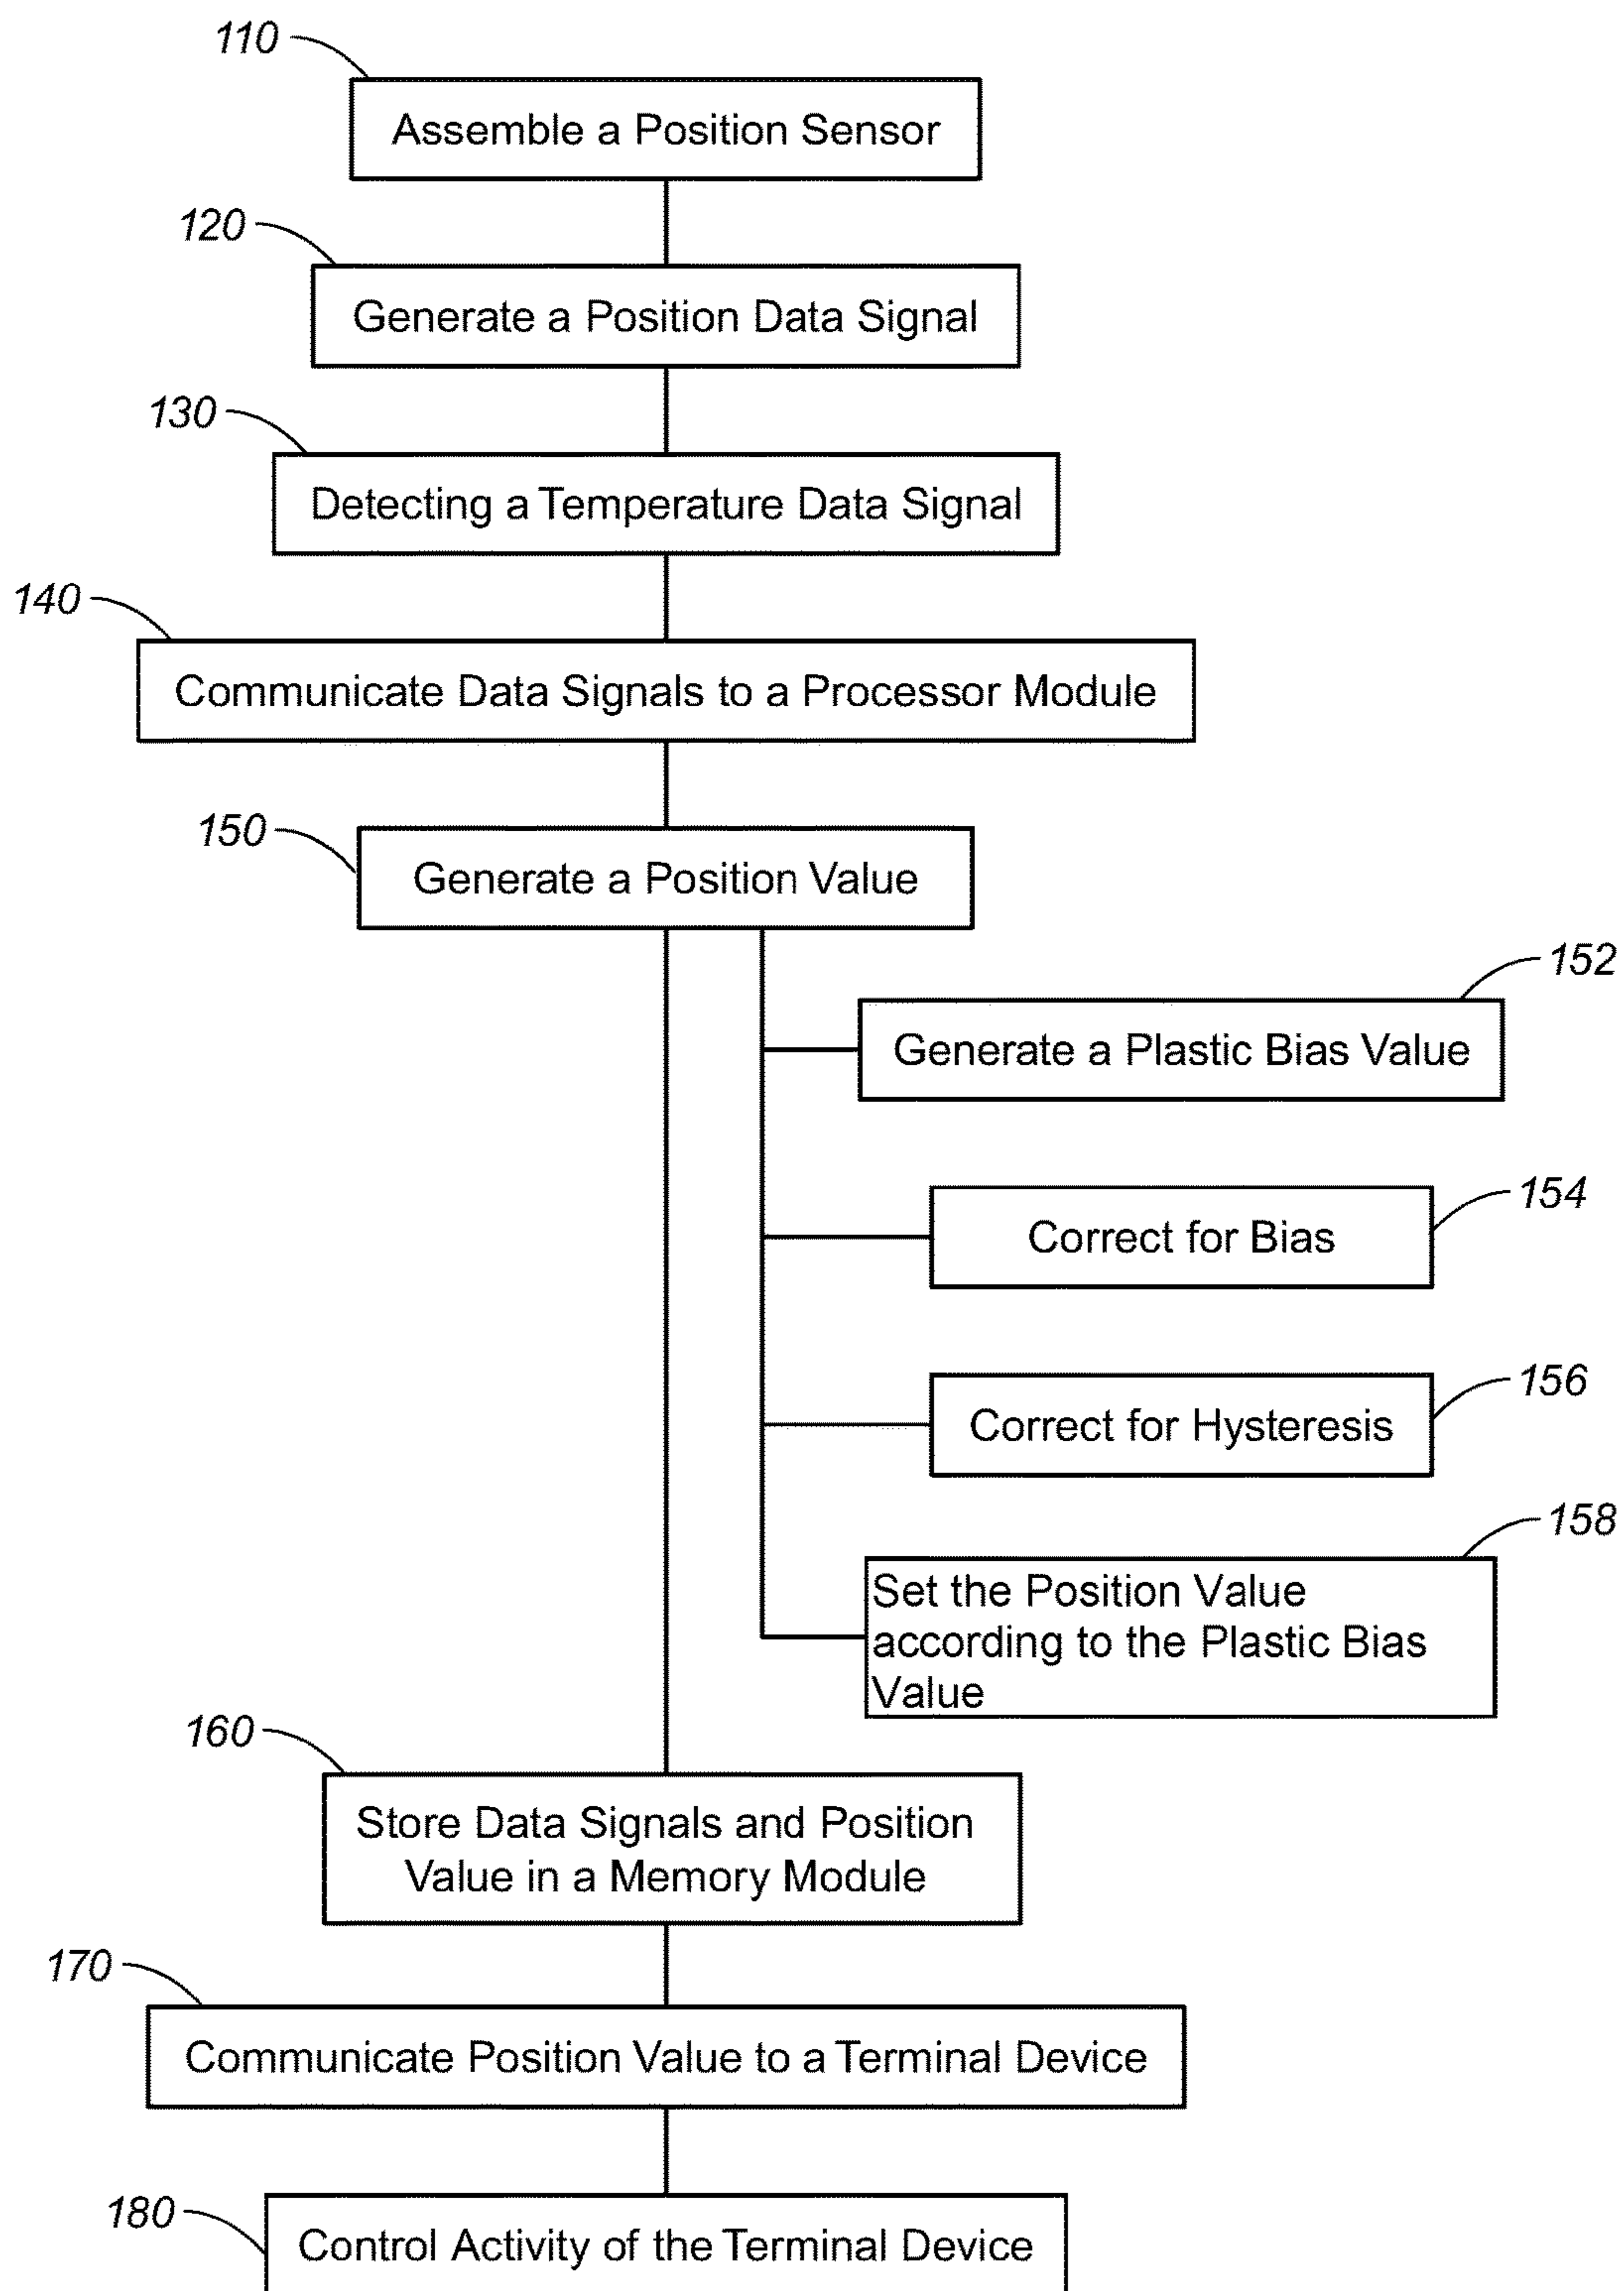 110
Assemble a Position Sensor
120
Generate a Position Data Signal
130
Detecting a Temperature Data Signal
140
Communicate Data Signals to a Processor Module
150
Generate a Position Value
152
Generate a Plastic Bias Value
154
Correct for Bias
156
Correct for Hysteresis
158
Set the Position Value
according to the Plastic Bias
Value
160
Store Data Signals and Position
Value in a Memory Module
170
Communicate Position Value to a Terminal Device
180
Control Activity of the Terminal Device